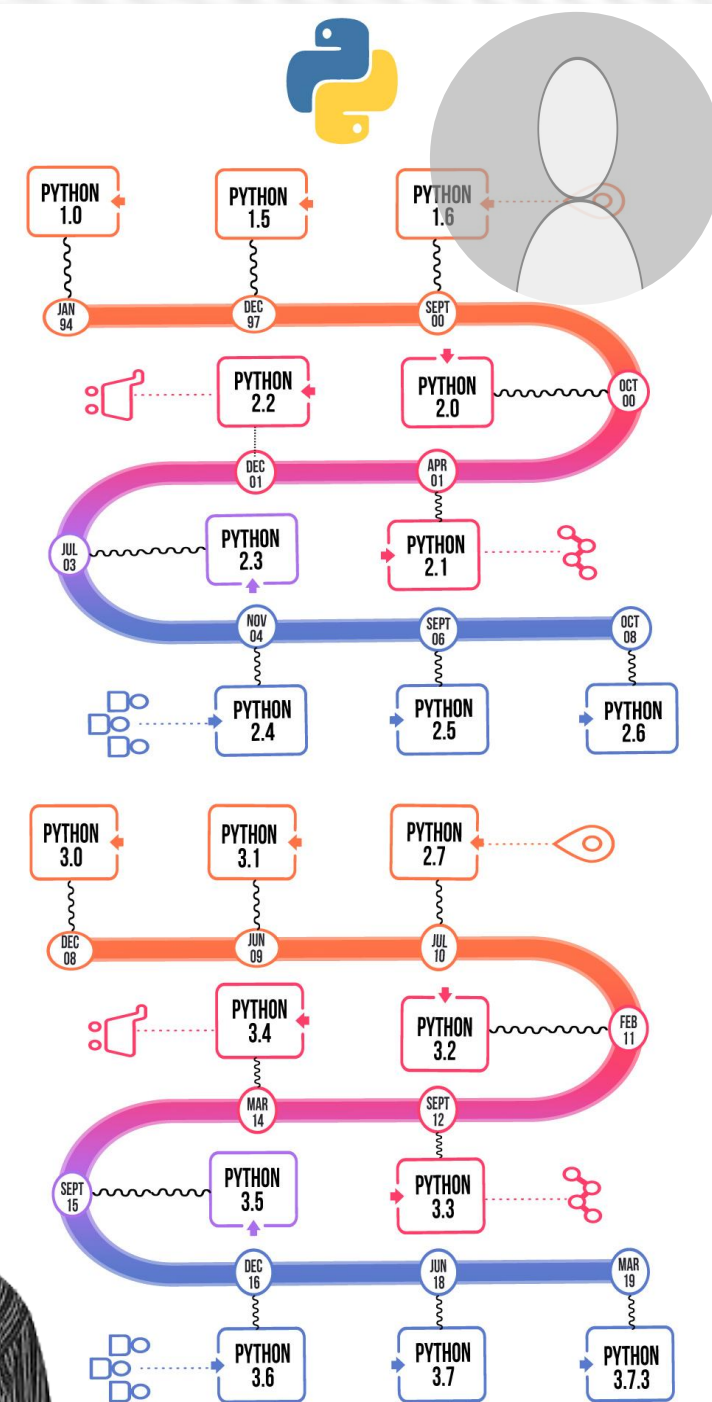 PYTHON
1.0
PYTHON
1.5
PYTHON
1.6
JAN
94
DEC
97
SEPT
00
PYTHON
2.2
PYTHON
2.0
OCT
00
DEC
01
APR
01
JUL
03
PYTHON
2.3
PYTHON
2.1
NOV
04
SEPT
06
OCT
08
PYTHON
2.4
PYTHON
2.5
PYTHON
2.6
PYTHON
3.0
PYTHON
3.1
PYTHON
2.7
DEC
08
JUN
09
JUL
10
PYTHON
3.4
PYTHON
3.2
FEB
11
MAR
14
SEPT
12
SEPT
15
PYTHON
3.5
PYTHON
3.3
DEC
16
JUN
18
MAR
19
PYTHON
3.6
PYTHON
3.7
PYTHON
3.7.3